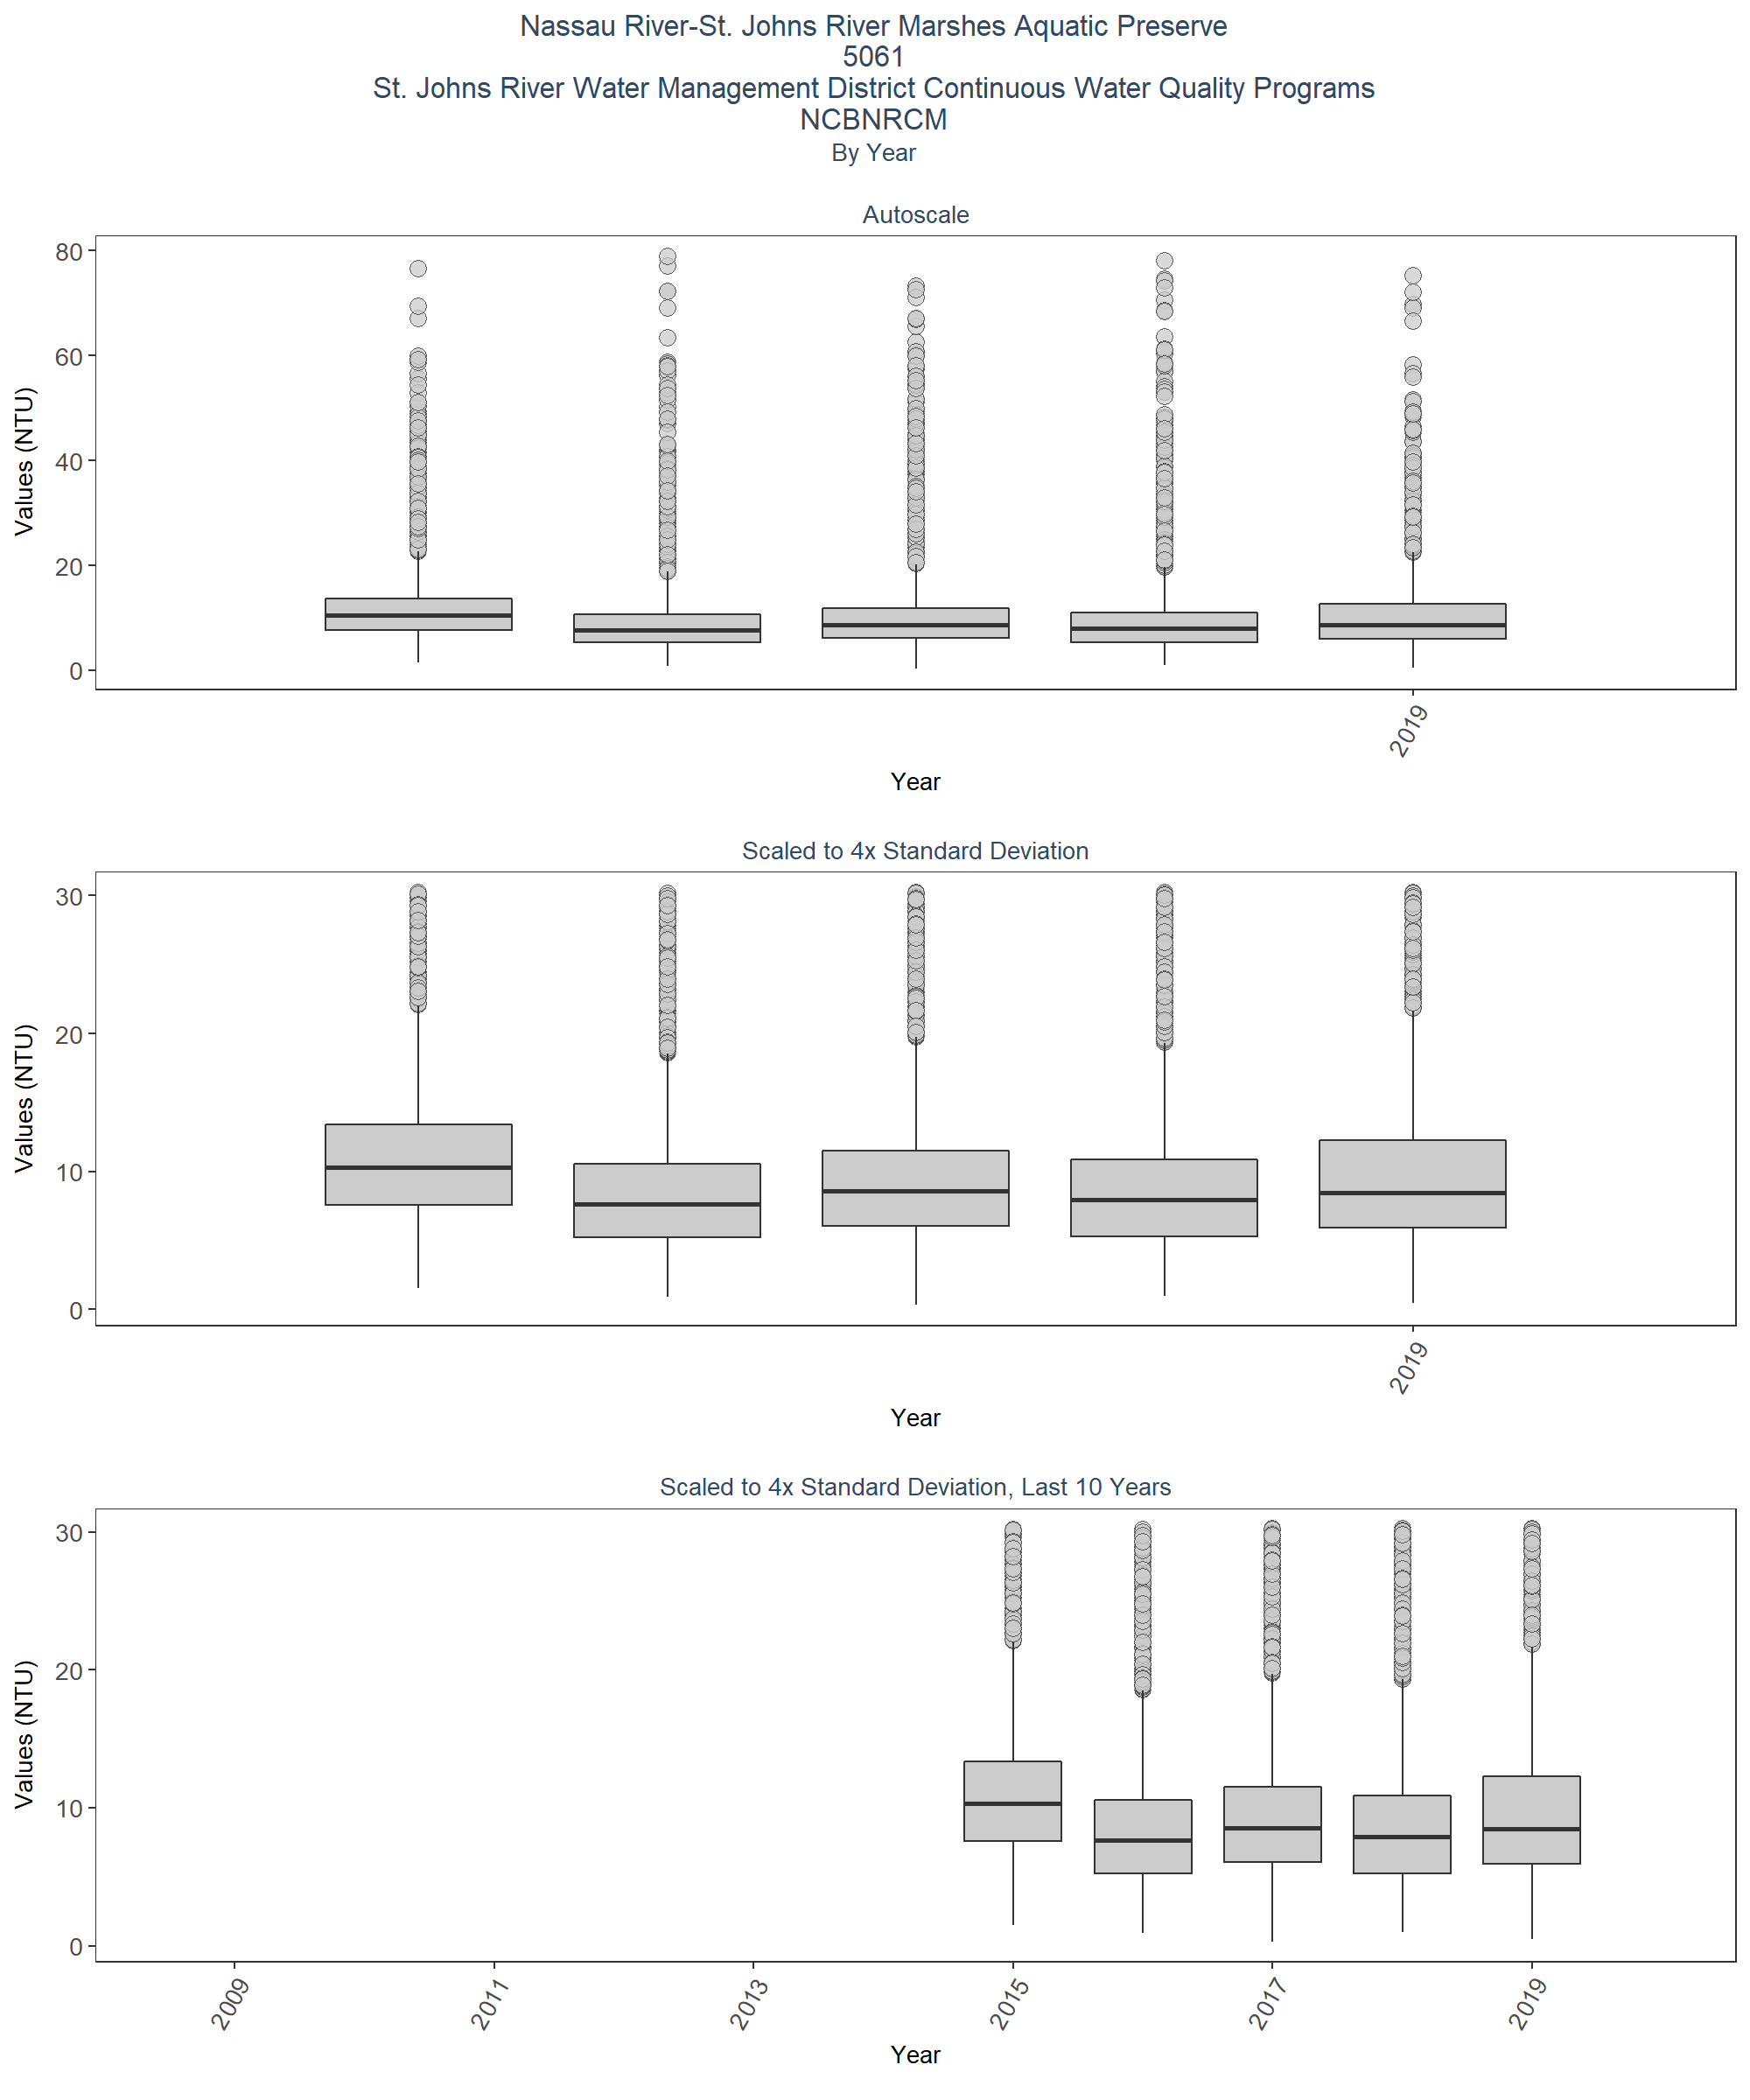 Nassau River-St. Johns River Marshes Aquatic Preserve
5061
St. Johns River Water Management District Continuous Water Quality Programs
NCBNRCM
By Year
Autoscale
80
60
40
20
0
Values (NTU)
2019
Year
Scaled to 4x Standard Deviation
30
20
10
0
Values (NTU)
2019
Year
Scaled to 4x Standard Deviation, Last 10 Years
30
20
10
0
Values (NTU)
2009 2011 2013 2015 2017 2019
Year